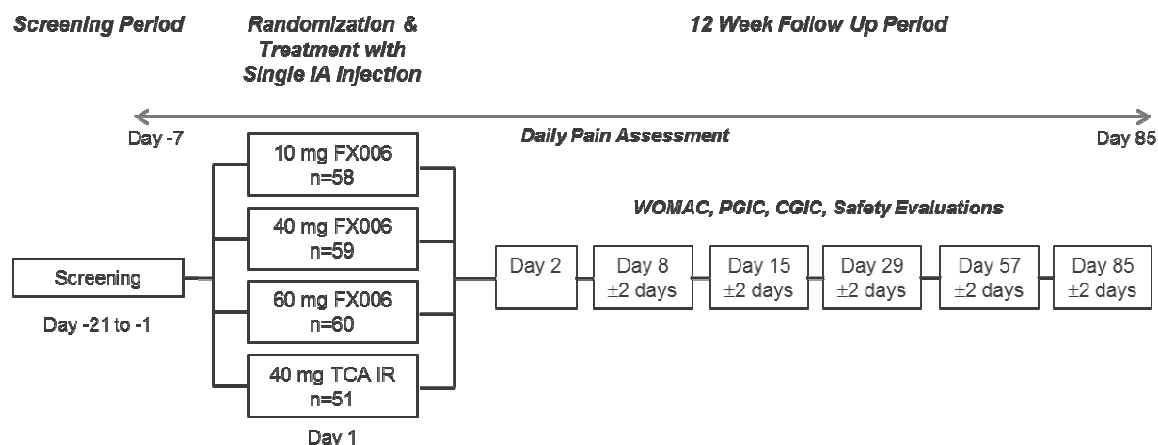 Screening Period
Randomization &
Treatment with
Single IA Injection
12 Week Follow Up Period
Day -7
Daily Pain Assessment
Day 85
10 mg FX006
n=58
40 mg FX006
n=59
60 mg FX006
n=60
40 mg TCA IR
n=51
Day 1
Screening
Day -21 to -1
WOMAC, PGIC, CGIC, Safety Evaluations
Day 2
Day 8
±2 days
Day 15
±2 days
Day 29
±2 days
Day 57
±2 days
Day 85
±2 days